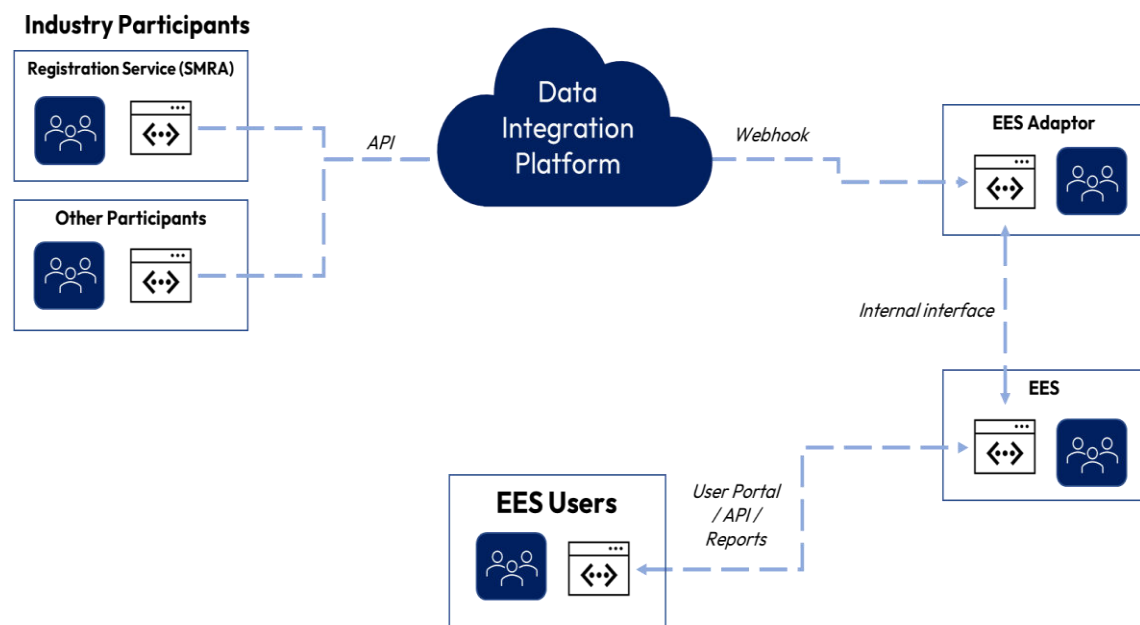 Industry Participants
Registration Service (SMRA)
Other Participants
API
Data
Integration
Platform
Webhook
EES Adaptor
Internal interface
EES
User Portal
/ API /
Reports
EES Users